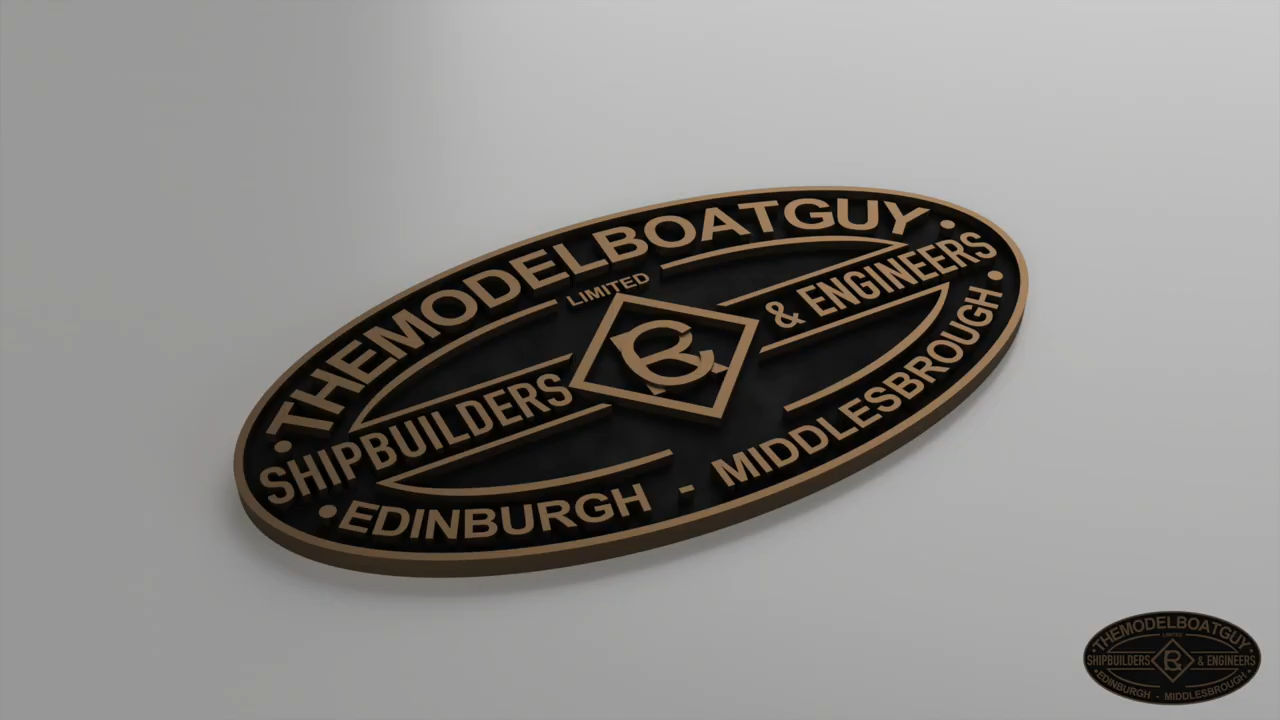 THEMODELBOATGUY
LIMITED
SHIPBUILDERS & ENGINEERS
EDINBURGH - MIDDLESBROUGH
THEMODELBOATGUY
LIMITED
SHIPBUILDERS & ENGINEERS
EDINBURGH - MIDDLESBROUGH